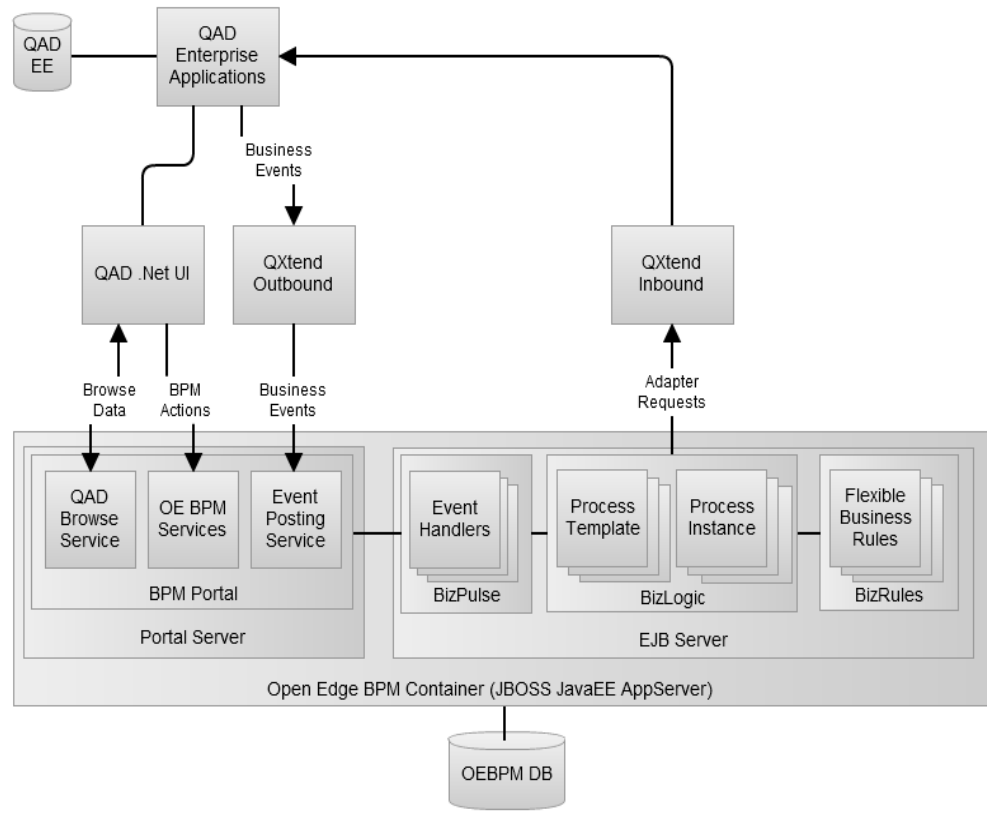 QAD
EE
QAD
Enterprise
Applications
Business
Events
QAD .Net UI
QXtend
Outbound
QXtend
Inbound
Browse
Data
BPM
Actions
Business
Events
Adapter
Requests
QAD
Browse
Service
OE BPM
Services
Event
Posting
Service
BPM Portal
Portal Server
Event
Handlers
BizPulse
Process
Template
Process
Instance
BizLogic
Flexible
Business
Rules
BizRules
EJB Server
Open Edge BPM Container (JBOSS JavaEE AppServer)
OEBPM DB